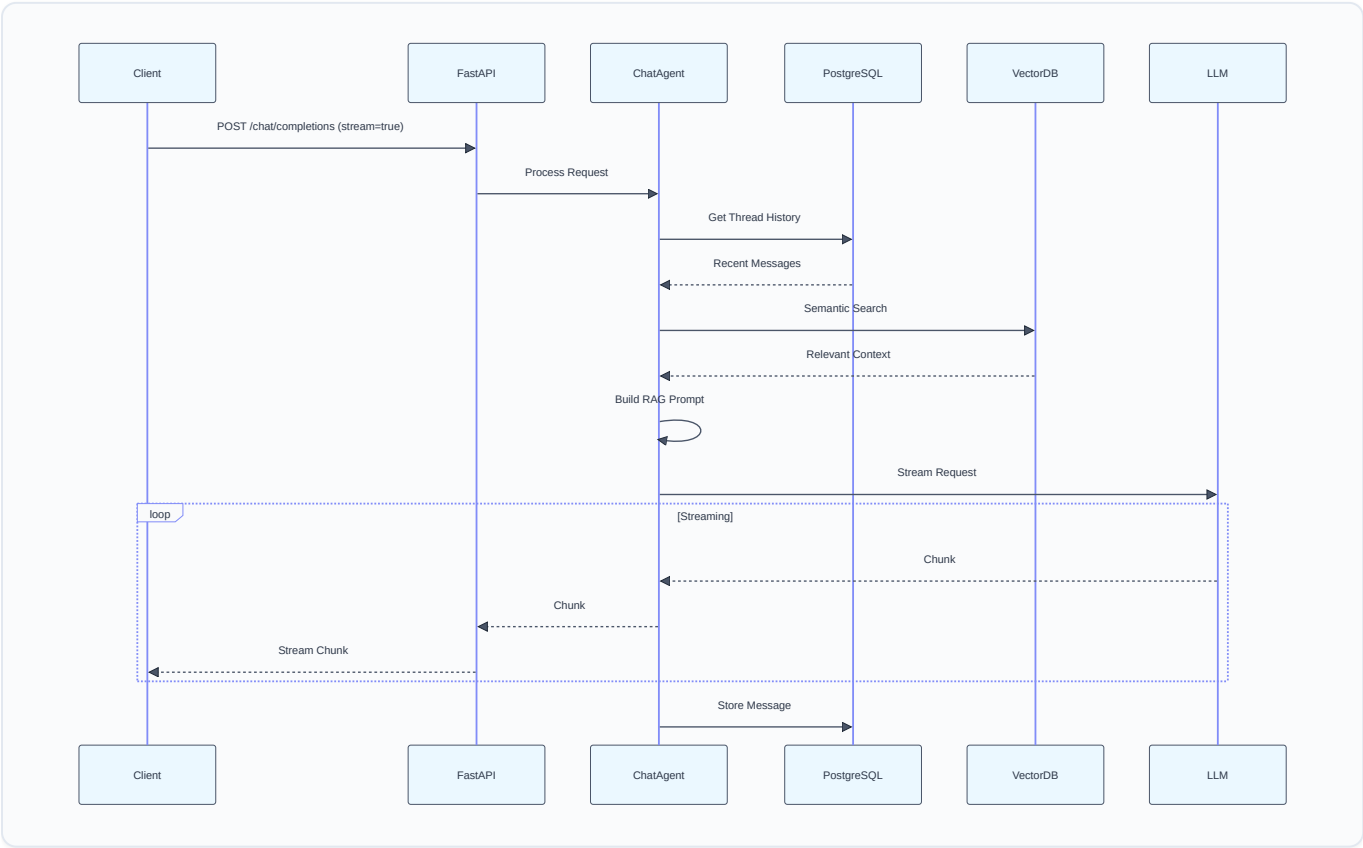 Client
FastAPI
ChatAgent
PostgreSQL
VectorDB
LLM
POST /chat/completions (stream=true)
Process Request
Get Thread History
Recent Messages
Semantic Search
Relevant Context
Build RAG Prompt
Stream Request
loop
[Streaming]
Chunk
Chunk
Stream Chunk
Store Message
Client
FastAPI
ChatAgent
PostgreSQL
VectorDB
LLM